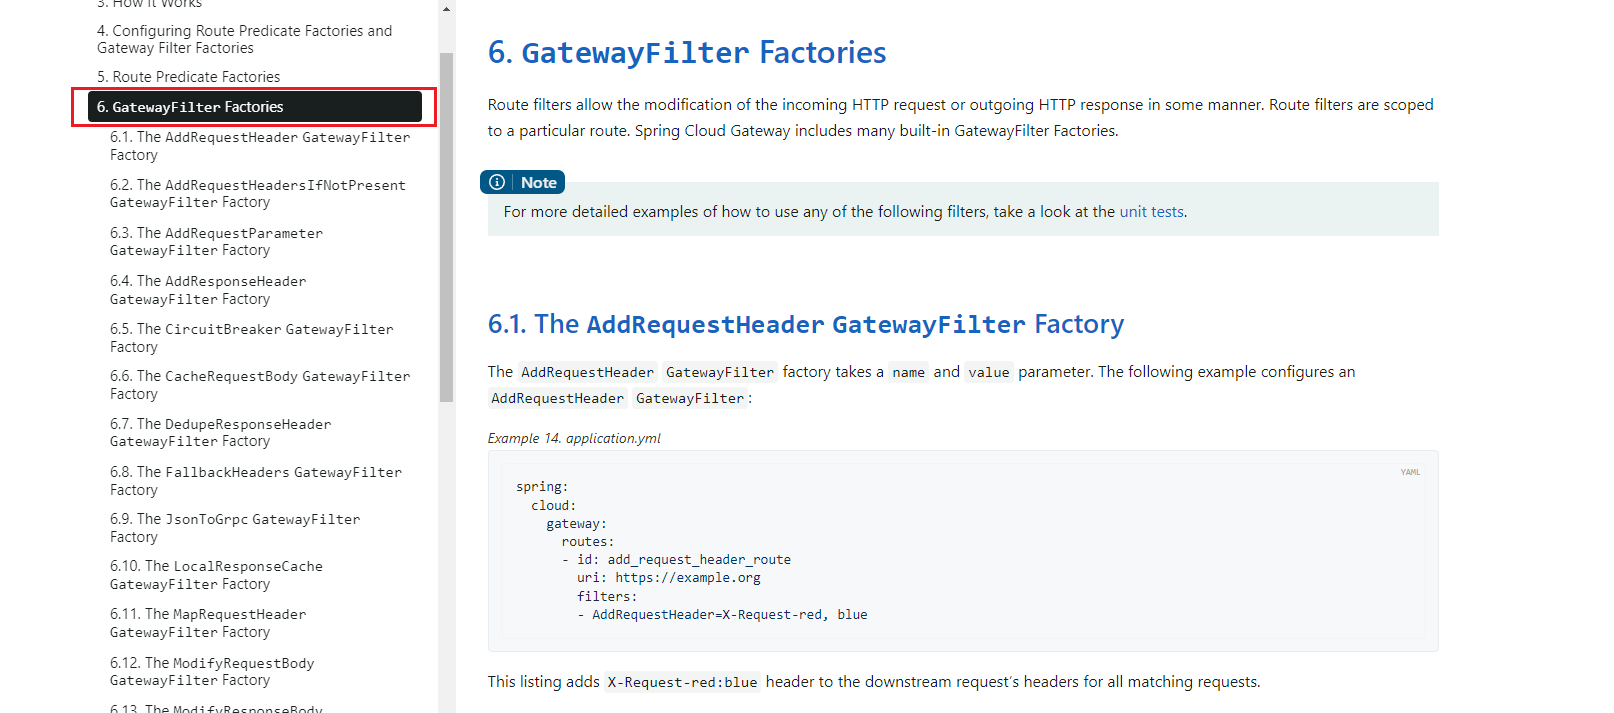 3. How It Works
4. Configuring Route Predicate Factories and
Gateway Filter Factories
5. Route Predicate Factories
6. GatewayFilter Factories
6.1. The AddRequestHeader GatewayFilter
Factory
6.2. The AddRequestHeadersIfNotPresent
GatewayFilter Factory
6.3. The AddRequestParameter
GatewayFilter Factory
6.4. The AddResponseHeader
GatewayFilter Factory
6.5. The CircuitBreaker GatewayFilter
Factory
6.6. The CacheRequestBody GatewayFilter
Factory
6.7. The DedupeResponseHeader
GatewayFilter Factory
6.8. The FallbackHeaders GatewayFilter
Factory
6.9. The JsonToGrpc GatewayFilter
Factory
6.10. The LocalResponseCache
GatewayFilter Factory
6.11. The MapRequestHeader
GatewayFilter Factory
6.12. The ModifyRequestBody
GatewayFilter Factory
6.13. The ModifyResponseBody
6. GatewayFilter Factories
Route filters allow the modification of the incoming HTTP request or outgoing HTTP response in some manner. Route filters are scoped
to a particular route. Spring Cloud Gateway includes many built-in GatewayFilter Factories.
Note
For more detailed examples of how to use any of the following filters, take a look at the unit tests.
6.1. The AddRequestHeader GatewayFilter Factory
The AddRequestHeader GatewayFilter factory takes a name and value parameter. The following example configures an
AddRequestHeader GatewayFilter:
Example 14. application.yml
YAML
spring:
  cloud:
    gateway:
      routes:
      - id: add_request_header_route
        uri: https://example.org
        filters:
        - AddRequestHeader=X-Request-red, blue
This listing adds X-Request-red:blue header to the downstream request's headers for all matching requests.